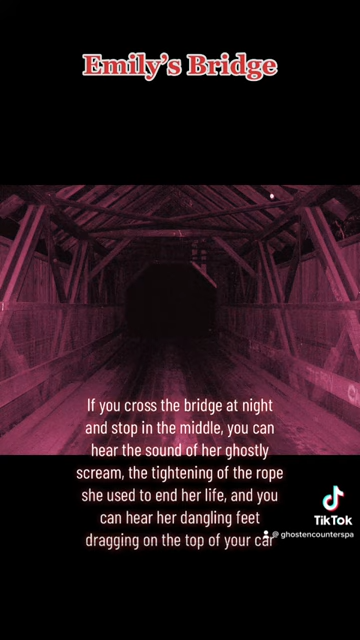 Emily's Bridge
If you cross the bridge at night
and stop in the middle, you can
hear the sound of her ghostly
scream, the tightening of the rope
she used to end her life, and you
can hear her dangling feet
dragging on the top of your car
TikTok
@ ghostencounterspa